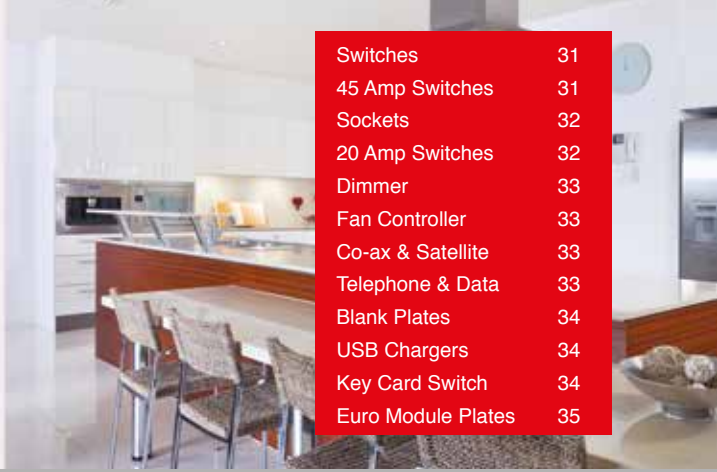 Switches 31
45 Amp Switches 31
Sockets 32
20 Amp Switches 32
Dimmer 33
Fan Controller 33
Co-ax & Satellite 33
Telephone & Data 33
Blank Plates 34
USB Chargers 34
Key Card Switch 34
Euro Module Plates 35